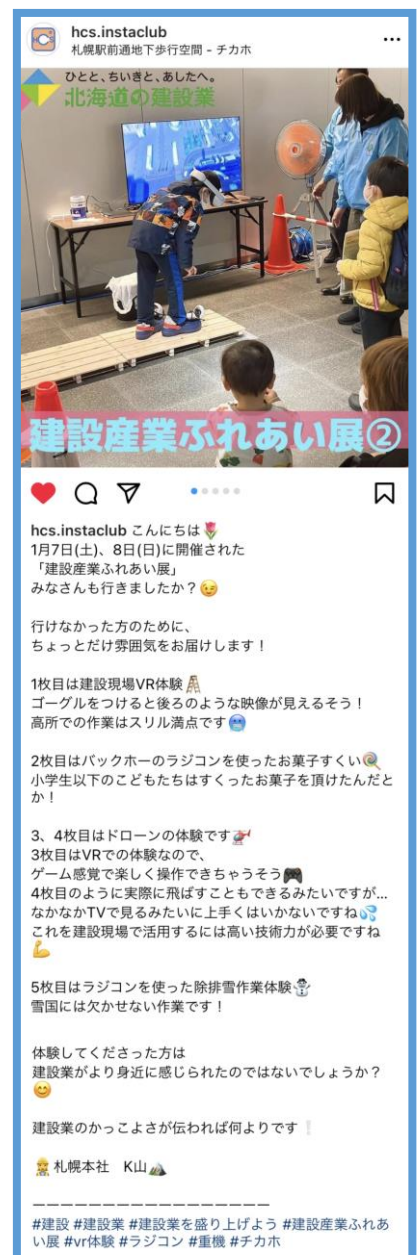 hcs.instaclub
札幌駅前通地下歩行空間 - チカホ
HCS
ひとと、ちいきと、あしたへ。
北海道の建設業
建設産業ふれあい展②
hcs.instaclub こんにちは🌷
1月7日(土)、8日(日)に開催された
「建設産業ふれあい展」
みなさんも行きましたか？😉
行けなかった方のために、
ちょっとだけ雰囲気をお届けします！
1枚目は建設現場VR体験🪜
ゴーグルをつけると後ろのような映像が見えるそう！
高所での作業はスリル満点です🥶
2枚目はバックホーのラジコンを使ったお菓子すくい🍭
小学生以下のこどもたちはすくったお菓子を頂けたんだと
か！
3、4枚目はドローンの体験です🚁
3枚目はVRでの体験なので、
ゲーム感覚で楽しく操作できちゃうそう🎮
4枚目のように実際に飛ばすこともできるみたいですが...
なかなかTVで見るみたいに上手くはいかないですね💦
これを建設現場で活用するには高い技術力が必要ですね
💪
5枚目はラジコンを使った除排雪作業体験☃️
雪国には欠かせない作業です！
体験してくださった方は
建設業がより身近に感じられたのではないでしょうか？
😊
建設業のかっこよさが伝われば何よりです❕
👷札幌本社　K山⛰️
ーーーーーーーーーーーーーーーーー
#建設 #建設業 #建設業を盛り上げよう #建設産業ふれあ
い展 #vr体験 #ラジコン #重機 #チカホ